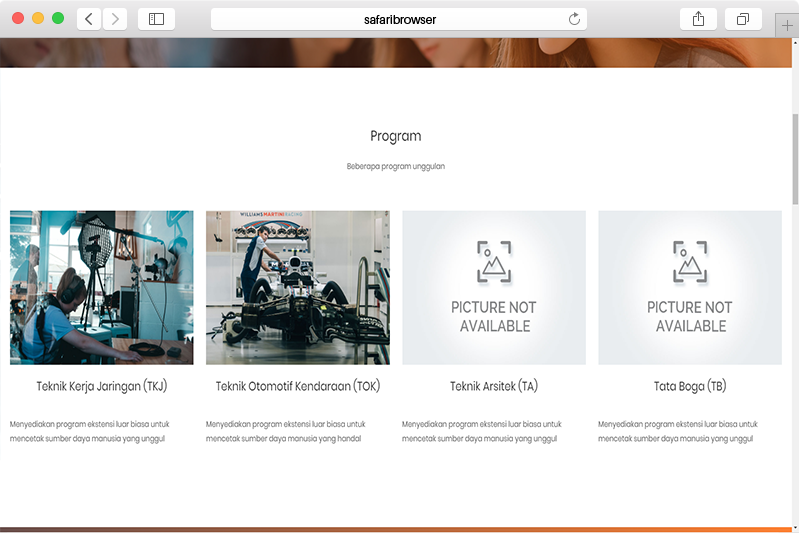 safaribrowser
Program
Beberapa program unggulan
WILLIAMS MARTINI RACING
PICTURE NOT
AVAILABLE
PICTURE NOT
AVAILABLE
Teknik Kerja Jaringan (TKJ)
Teknik Otomotif Kendaraan (TOK)
Teknik Arsitek (TA)
Tata Boga (TB)
Menyediakan program ekstensi luar biasa untuk
mencetak sumber daya manusia yang unggul
Menyediakan program ekstensi luar biasa untuk
mencetak sumber daya manusia yang handal
Menyediakan program ekstensi luar biasa untuk
mencetak sumber daya manusia yang unggul
Menyediakan program ekstensi luar biasa untuk
mencetak sumber daya manusia yang unggul